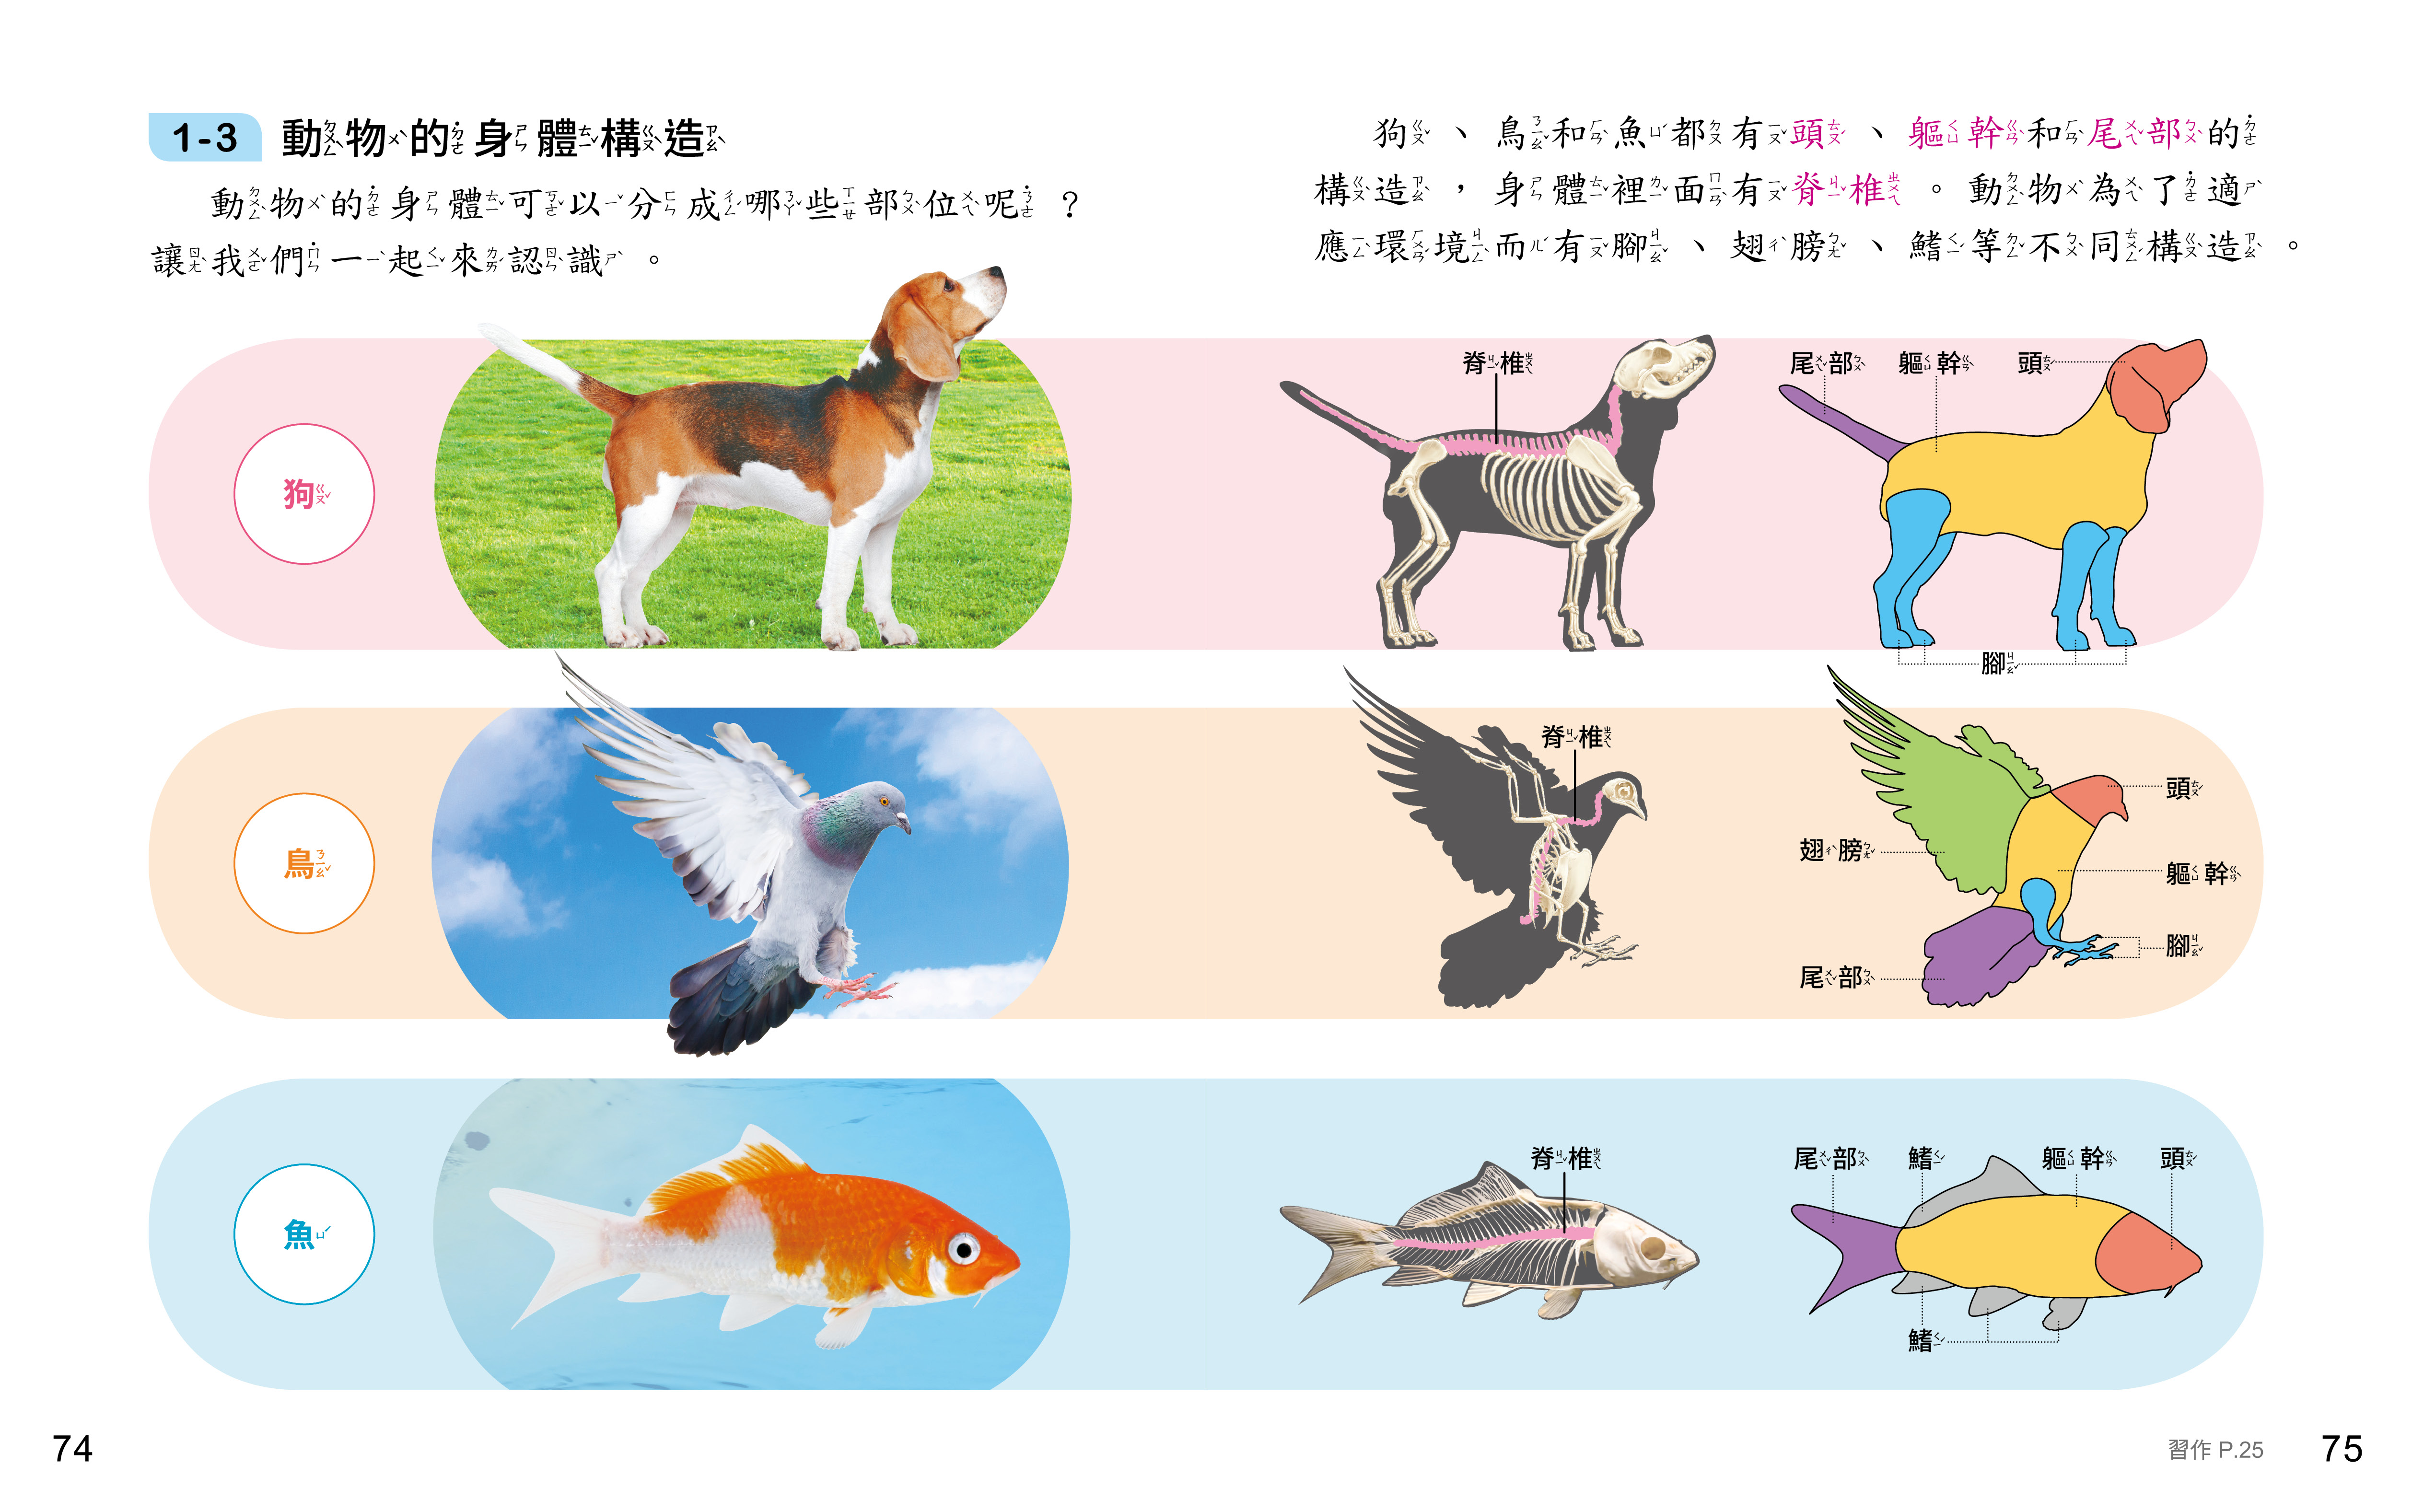 1-3 動物的身體構造
動物的身體可以分成哪些部位呢？
讓我們一起來認識。
狗、鳥和魚都有頭、軀幹和尾部的
構造，身體裡面有脊椎。動物為了適
應環境而有腳、翅膀、鰭等不同構造。
狗
脊椎
尾部 軀幹 頭
腳
鳥
脊椎
頭
翅膀
軀幹
腳
尾部
魚
脊椎
尾部 鰭 軀幹 頭
鰭
74
習作 P.25
75